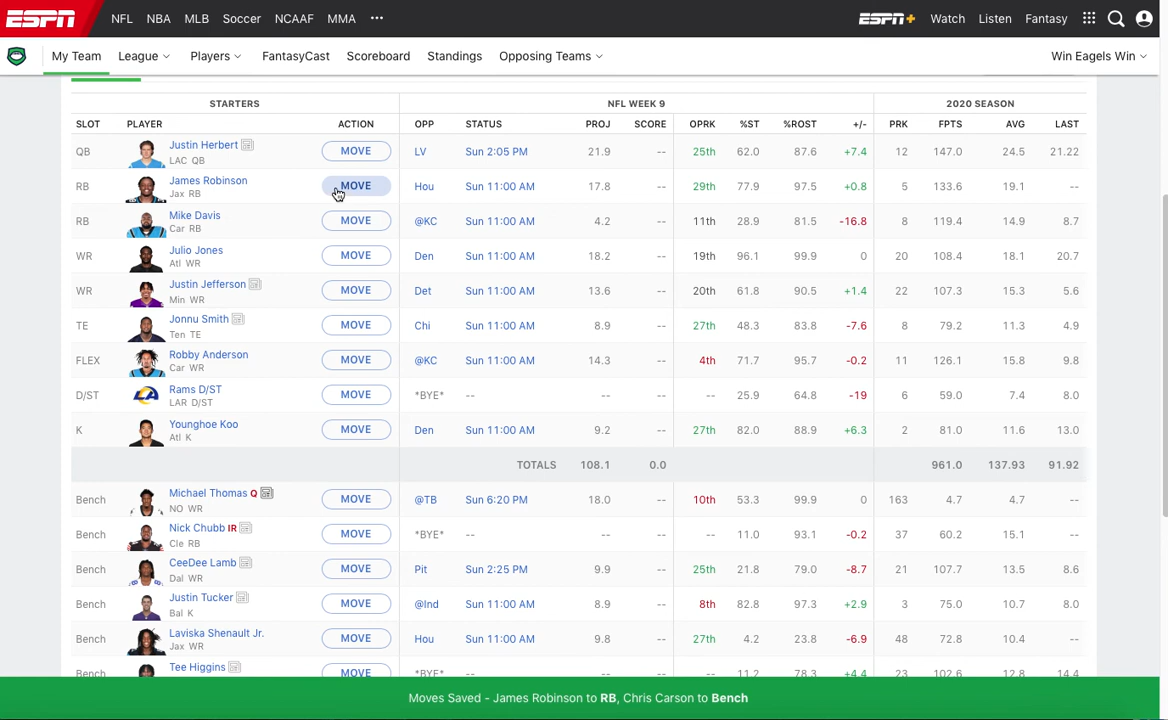 ESPN NFL NBA MLB Soccer NCAAF MMA ESPN+ Watch Listen Fantasy
My Team League Players FantasyCast Scoreboard Standings Opposing Teams Win Eagels Win
STARTERS NFL WEEK 9 2020 SEASON
SLOT PLAYER ACTION OPP STATUS PROJ SCORE OPRK %ST %ROST +/- PRK FPTS AVG LAST
QB Justin Herbert MOVE LV Sun 2:05 PM 21.9 -- 25th 62.0 87.6 +7.4 12 147.0 24.5 21.22
LAC QB
RB James Robinson MOVE Hou Sun 11:00 AM 17.8 -- 29th 77.9 97.5 +0.8 5 133.6 19.1 --
Jax RB
RB Mike Davis MOVE @KC Sun 11:00 AM 4.2 -- 11th 28.9 81.5 -16.8 8 119.4 14.9 8.7
Car RB
WR Julio Jones MOVE Den Sun 11:00 AM 18.2 -- 19th 96.1 99.9 0 20 108.4 18.1 20.7
Atl WR
WR Justin Jefferson MOVE Det Sun 11:00 AM 13.6 -- 20th 61.8 90.5 +1.4 22 107.3 15.3 5.6
Min WR
TE Jonnu Smith MOVE Chi Sun 11:00 AM 8.9 -- 27th 48.3 83.8 -7.6 8 79.2 11.3 4.9
Ten TE
FLEX Robby Anderson MOVE @KC Sun 11:00 AM 14.3 -- 4th 71.7 95.7 -0.2 11 126.1 15.8 9.8
Car WR
D/ST Rams D/ST MOVE *BYE* -- -- -- -- 25.9 64.8 -19 6 59.0 7.4 8.0
LAR D/ST
K Younghoe Koo MOVE Den Sun 11:00 AM 9.2 -- 27th 82.0 88.9 +6.3 2 81.0 11.6 13.0
Atl K
TOTALS 108.1 0.0 961.0 137.93 91.92
Bench Michael Thomas Q MOVE @TB Sun 6:20 PM 18.0 -- 10th 53.3 99.9 0 163 4.7 4.7 --
NO WR
Bench Nick Chubb IR MOVE *BYE* -- -- -- -- 11.0 93.1 -0.2 37 60.2 15.1 --
Cle RB
Bench CeeDee Lamb MOVE Pit Sun 2:25 PM 9.9 -- 25th 21.8 79.0 -8.7 21 107.7 13.5 8.6
Dal WR
Bench Justin Tucker MOVE @Ind Sun 11:00 AM 8.9 -- 8th 82.8 97.3 +2.9 3 75.0 10.7 8.0
Bal K
Bench Laviska Shenault Jr. MOVE Hou Sun 11:00 AM 9.8 -- 27th 4.2 23.8 -6.9 48 72.8 10.4 --
Jax WR
Bench Tee Higgins MOVE *BYE* -- -- -- -- 11.2 78.3 +4.4 23 102.6 12.8 14.4
Moves Saved - James Robinson to RB, Chris Carson to Bench